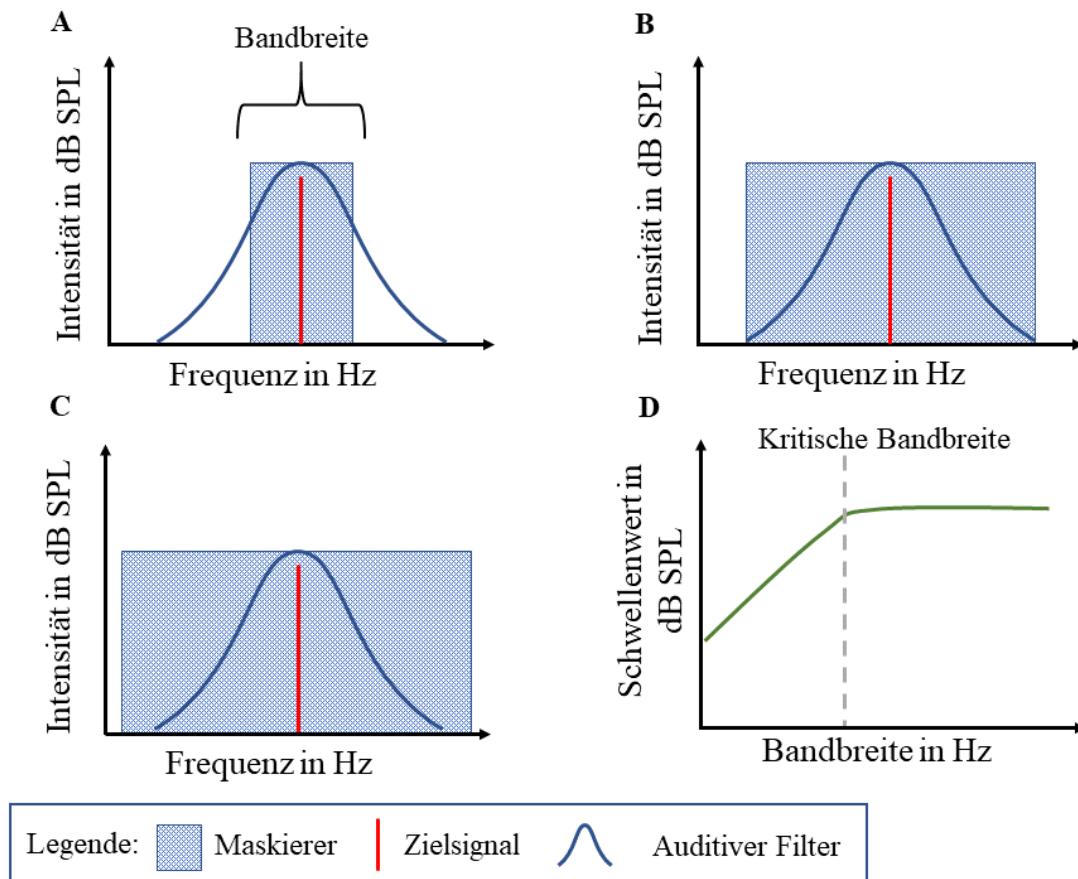 A
Bandbreite
Intensität in dB SPL
Frequenz in Hz
B
Intensität in dB SPL
Frequenz in Hz
C
Intensität in dB SPL
Frequenz in Hz
D
Kritische Bandbreite
Schwellenwert in
dB SPL
Bandbreite in Hz
Legende:
Maskierer
Zielsignal
Auditiver Filter